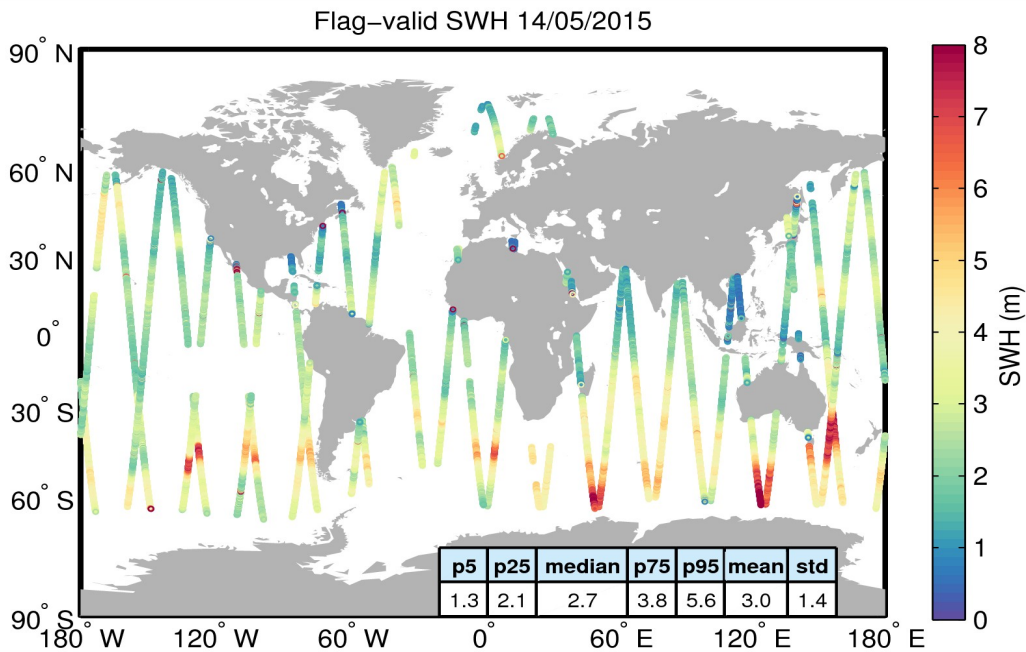 Flag−valid SWH 14/05/2015
90° N
60° N
30° N
0°
30° S
60° S
90° S
180° W
120° W
60° W
0°
60° E
120° E
180° E
8
7
6
5
4
3
2
1
0
SWH (m)
p5 p25 median p75 p95 mean std
1.3 2.1 2.7 3.8 5.6 3.0 1.4